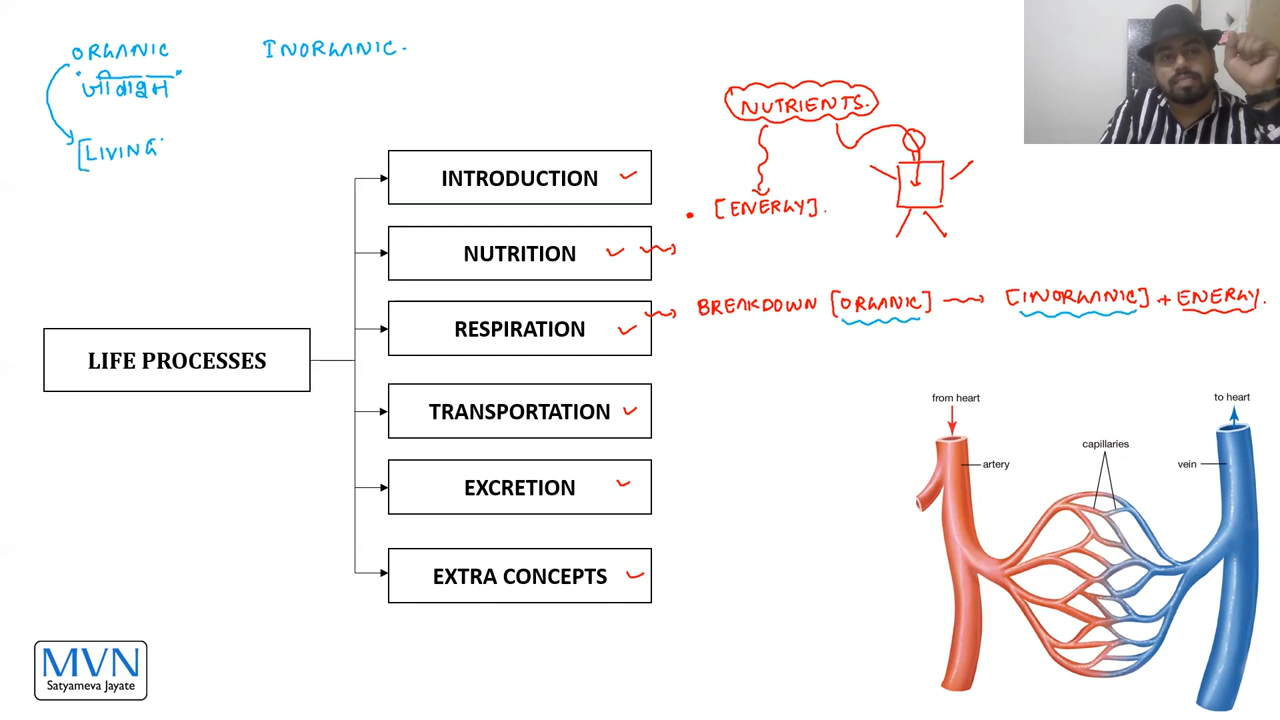 ORGANIC
INORGANIC.
"जीवाश्म"
[LIVING
NUTRIENTS.
[ENERGY].
INTRODUCTION
NUTRITION
RESPIRATION
BREAKDOWN [ORGANIC] → [INORGANIC] + ENERGY.
LIFE PROCESSES
TRANSPORTATION
EXCRETION
EXTRA CONCEPTS
from heart
to heart
capillaries
artery
vein
MVN
Satyameva Jayate